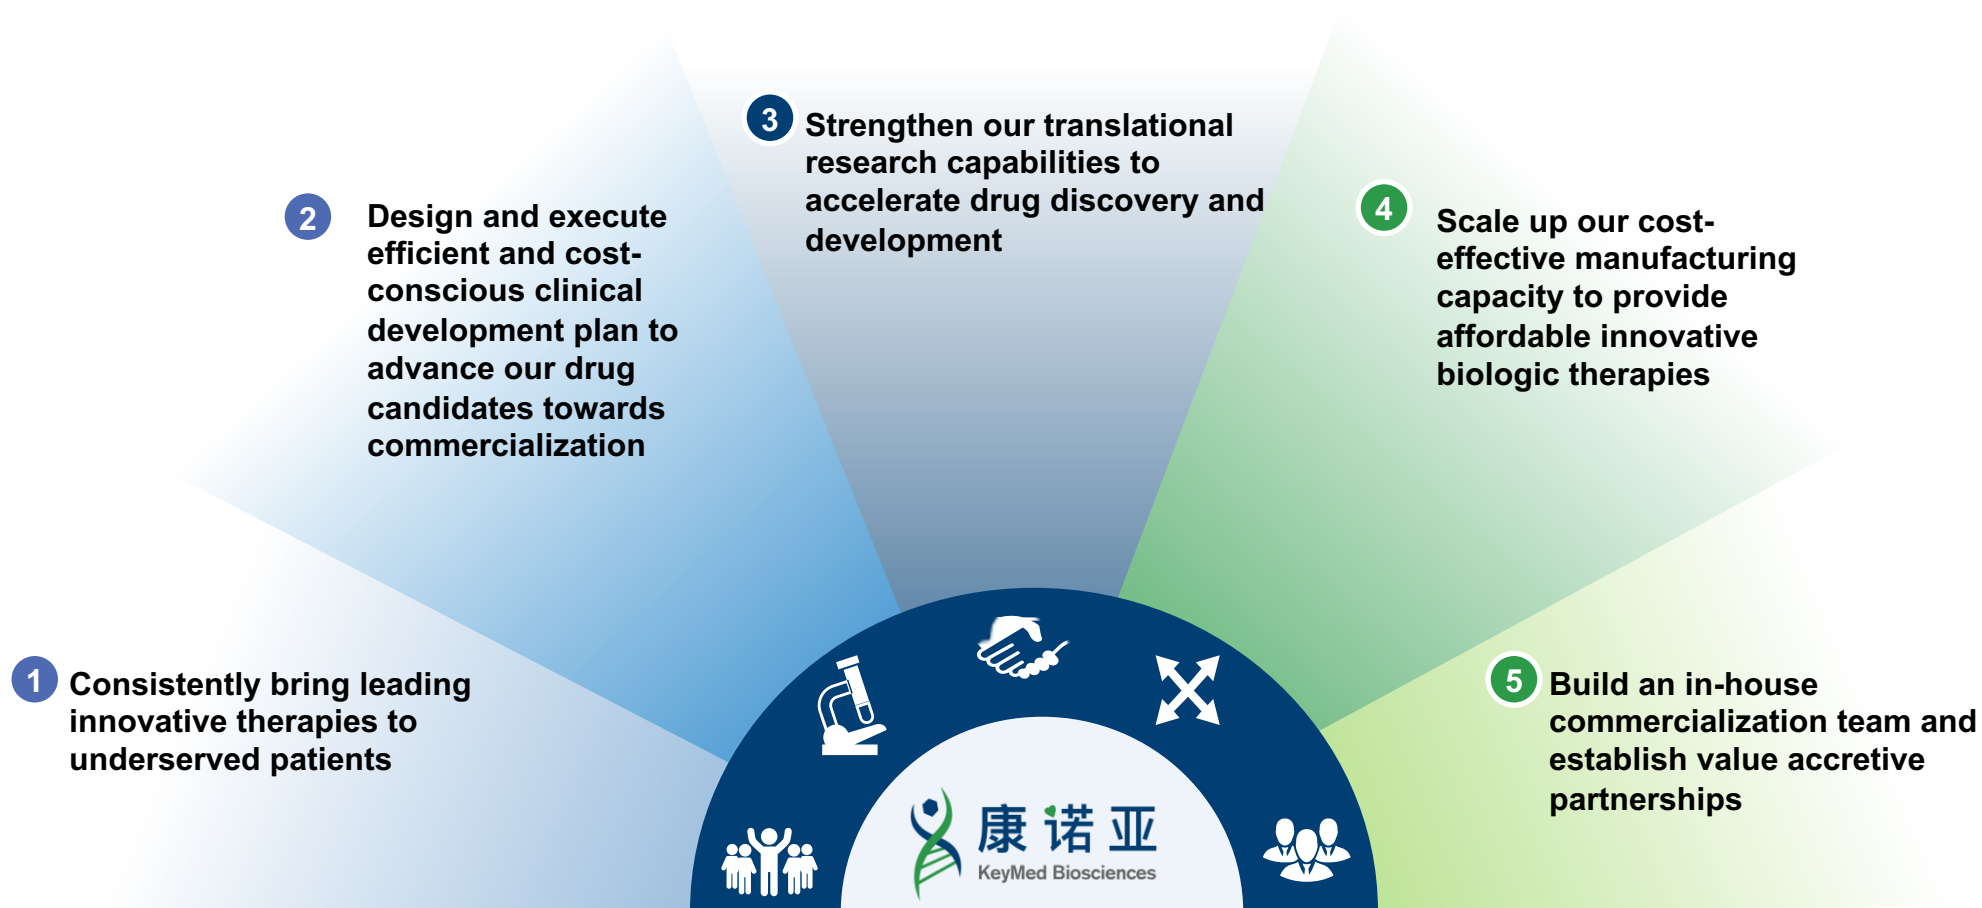 1
Consistently bring leading
innovative therapies to
underserved patients
2
Design and execute
efficient and cost-
conscious clinical
development plan to
advance our drug
candidates towards
commercialization
3
Strengthen our translational
research capabilities to
accelerate drug discovery and
development
4
Scale up our cost-
effective manufacturing
capacity to provide
affordable innovative
biologic therapies
5
Build an in-house
commercialization team and
establish value accretive
partnerships
康诺亚
KeyMed Biosciences